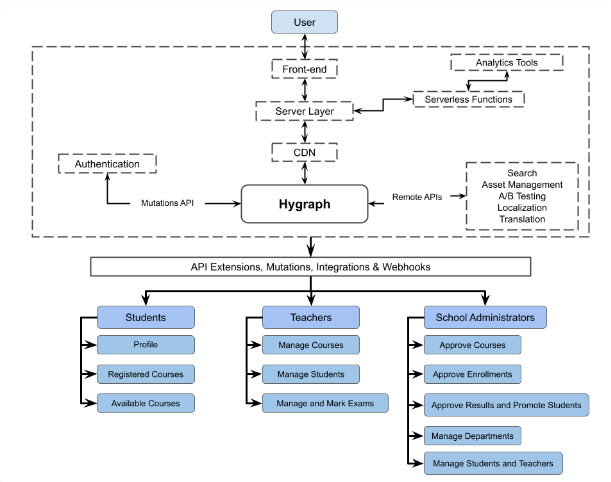 User
Front-end
Analytics Tools
Serverless Functions
Server Layer
CDN
Authentication
Mutations API
Hygraph
Remote APIs
Search
Asset Management
A/B Testing
Localization
Translation
API Extensions, Mutations, Integrations & Webhooks
Students
Profile
Registered Courses
Available Courses
Teachers
Manage Courses
Manage Students
Manage and Mark Exams
School Administrators
Approve Courses
Approve Enrollments
Approve Results and Promote Students
Manage Departments
Manage Students and Teachers